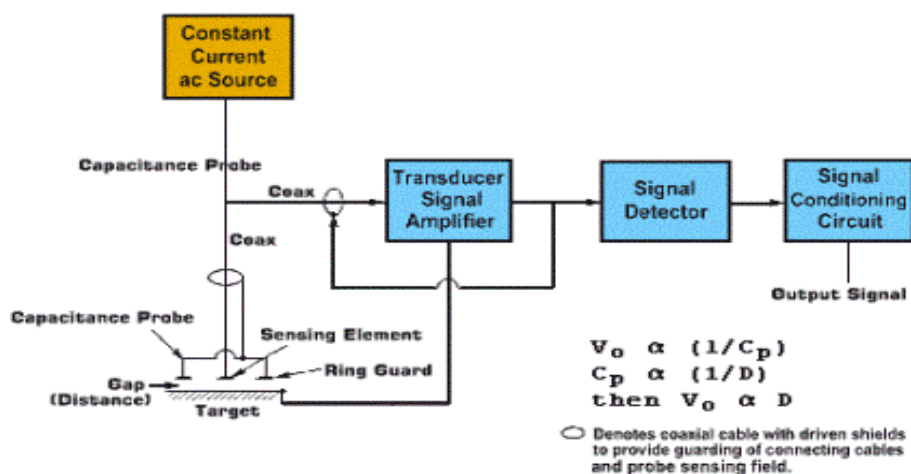 Constant
Current
ac Source
Capacitance Probe
Coax
Transducer
Signal
Amplifier
Signal
Detector
Signal
Conditioning
Circuit
Coax
Output Signal
Capacitance Probe
Sensing Element
Ring Guard
Gap
(Distance)
Target
V₀ α (1/Cₚ)
Cₚ α (1/D)
then V₀ α D
Denotes coaxial cable with driven shields
to provide guarding of connecting cables
and probe sensing field.